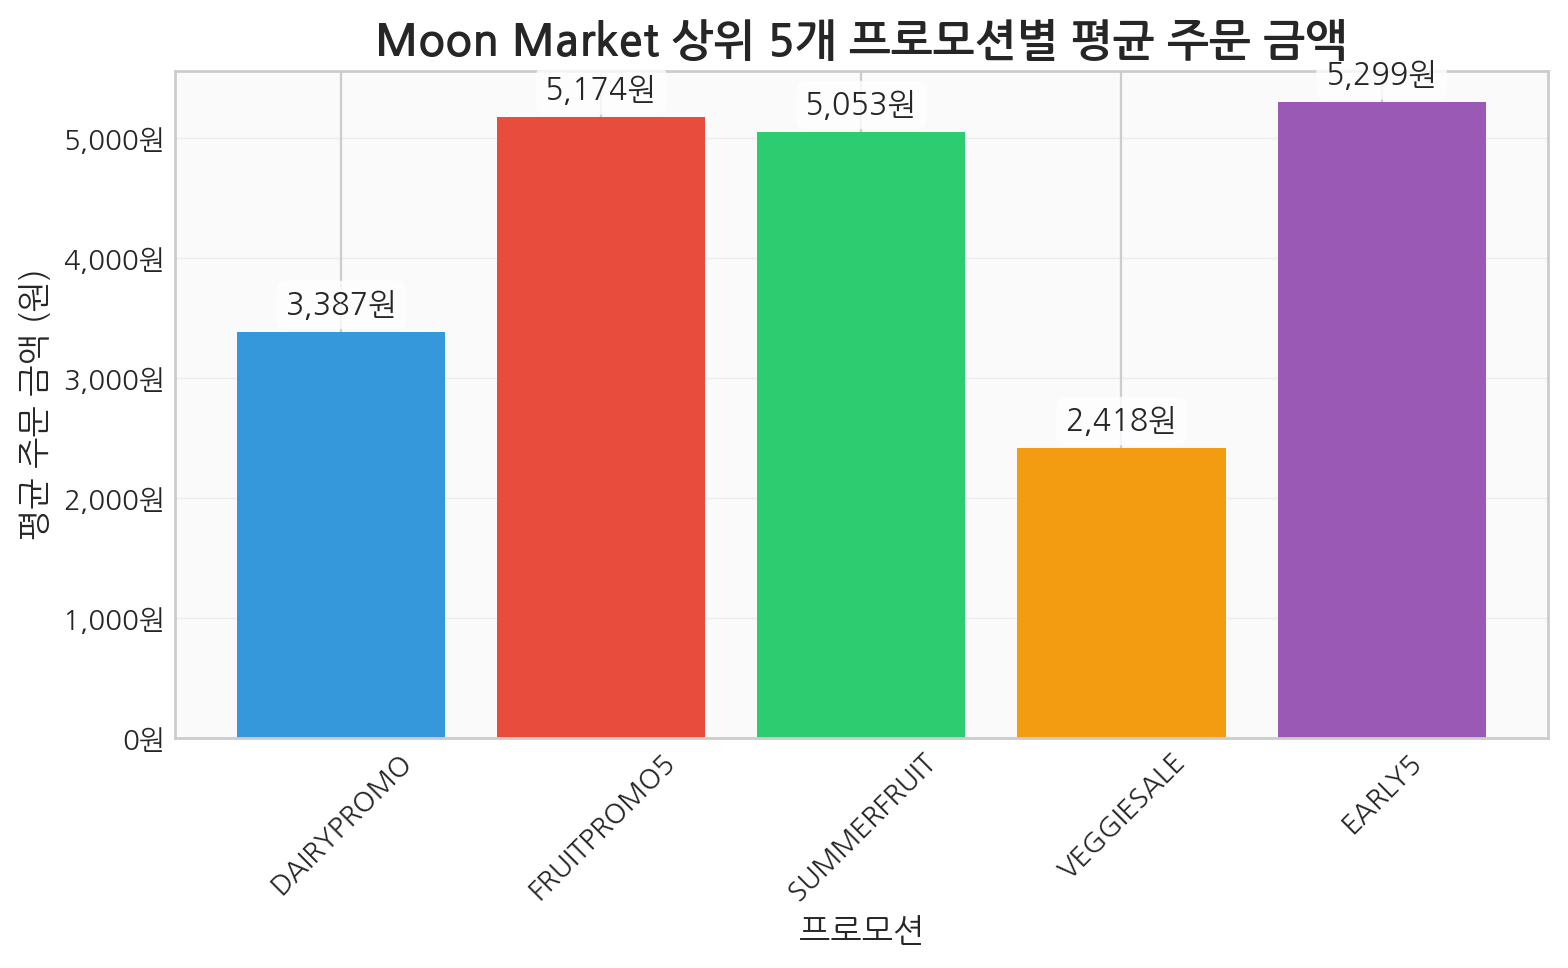 Moon Market 상위 5개 프로모션별 평균 주문 금액
평균 주문 금액 (원)
5,000원
4,000원
3,000원
2,000원
1,000원
0원
3,387원
5,174원
5,053원
2,418원
5,299원
DAIRYPROMO
FRUITPROMO5
SUMMERFRUIT
VEGGIESALE
EARLY5
프로모션